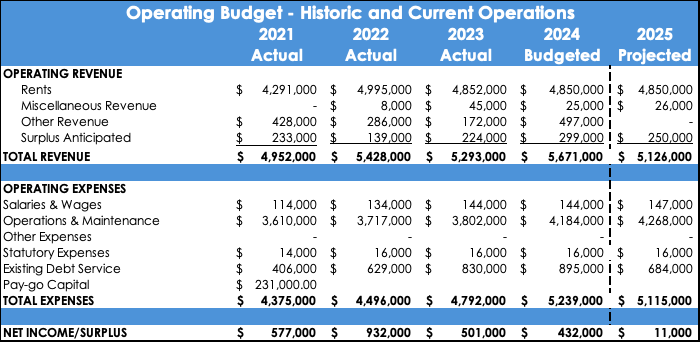 Operating Budget - Historic and Current Operations
2021 2022 2023 2024 2025
Actual Actual Actual Budgeted Projected
OPERATING REVENUE
Rents $ 4,291,000 $ 4,995,000 $ 4,852,000 $ 4,850,000 $ 4,850,000
Miscellaneous Revenue - $ 8,000 $ 45,000 $ 25,000 $ 26,000
Other Revenue $ 428,000 $ 286,000 $ 172,000 $ 497,000 -
Surplus Anticipated $ 233,000 $ 139,000 $ 224,000 $ 299,000 $ 250,000
TOTAL REVENUE $ 4,952,000 $ 5,428,000 $ 5,293,000 $ 5,671,000 $ 5,126,000
OPERATING EXPENSES
Salaries & Wages $ 114,000 $ 134,000 $ 144,000 $ 144,000 $ 147,000
Operations & Maintenance $ 3,610,000 $ 3,717,000 $ 3,802,000 $ 4,184,000 $ 4,268,000
Other Expenses - - - - -
Statutory Expenses $ 14,000 $ 16,000 $ 16,000 $ 16,000 $ 16,000
Existing Debt Service $ 406,000 $ 629,000 $ 830,000 $ 895,000 $ 684,000
Pay-go Capital $ 231,000.00
TOTAL EXPENSES $ 4,375,000 $ 4,496,000 $ 4,792,000 $ 5,239,000 $ 5,115,000
NET INCOME/SURPLUS $ 577,000 $ 932,000 $ 501,000 $ 432,000 $ 11,000